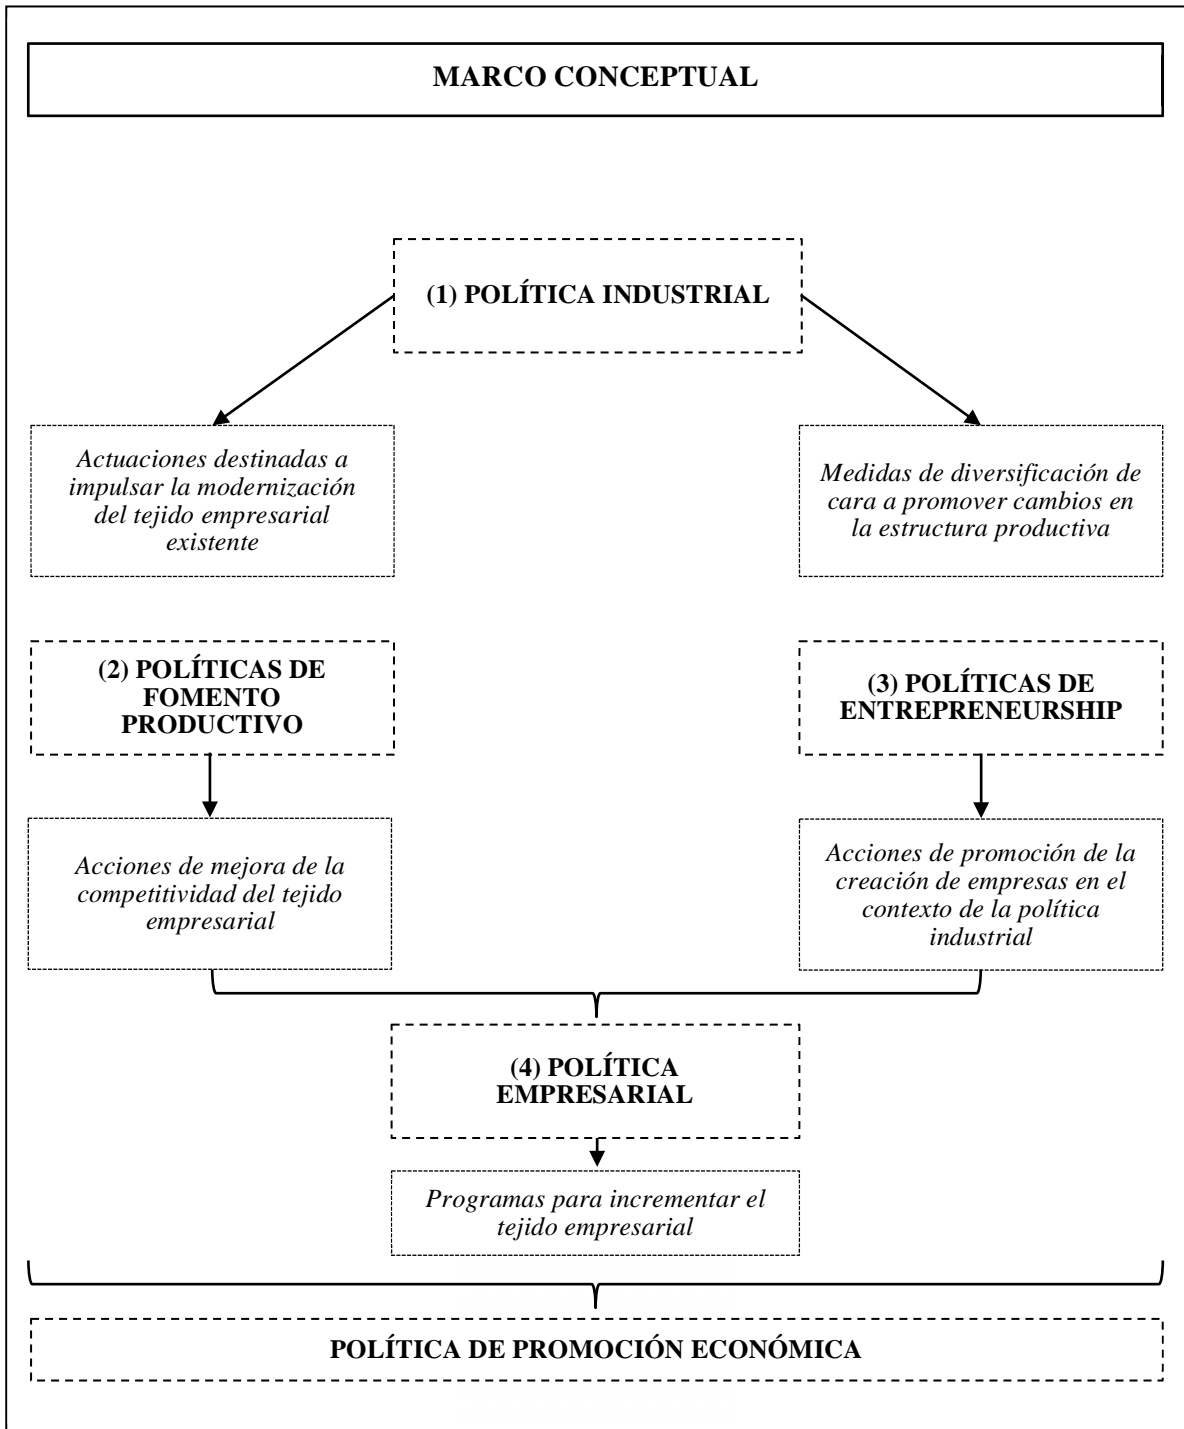 MARCO CONCEPTUAL
(1) POLÍTICA INDUSTRIAL
Actuaciones destinadas a
impulsar la modernización
del tejido empresarial
existente
Medidas de diversificación de
cara a promover cambios en
la estructura productiva
(2) POLÍTICAS DE
FOMENTO
PRODUCTIVO
(3) POLÍTICAS DE
ENTREPRENEURSHIP
Acciones de mejora de la
competitividad del tejido
empresarial
Acciones de promoción de la
creación de empresas en el
contexto de la política
industrial
(4) POLÍTICA
EMPRESARIAL
Programas para incrementar el
tejido empresarial
POLÍTICA DE PROMOCIÓN ECONÓMICA